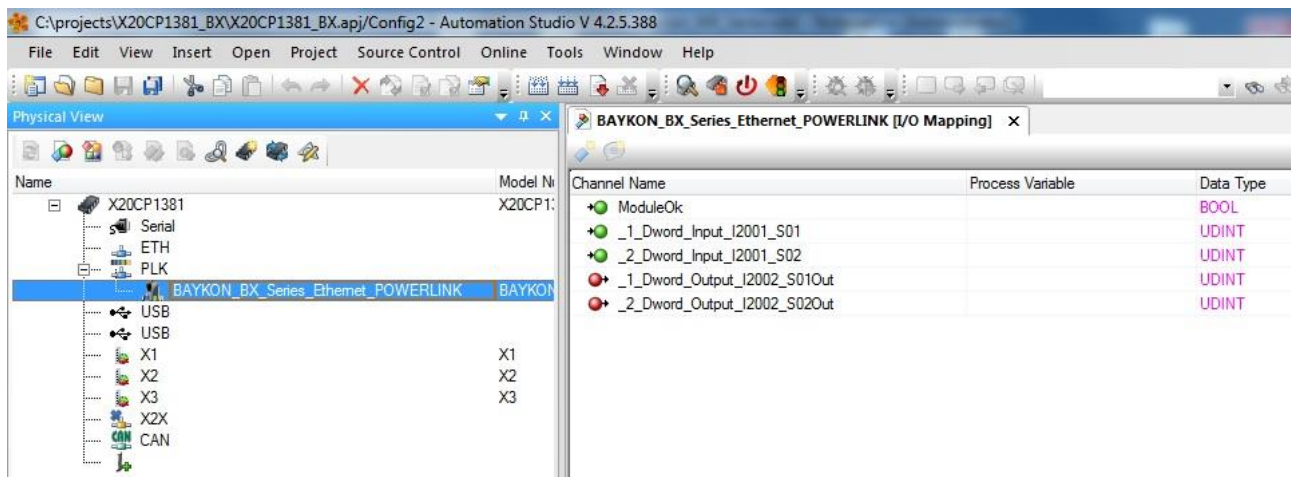 C:\projects\X20CP1381_BX\X20CP1381_BX.apj/Config2 - Automation Studio V 4.2.5.388
File Edit View Insert Open Project Source Control Online Tools Window Help
Physical View
BAYKON_BX_Series_Ethernet_POWERLINK [I/O Mapping]
Name Model N
Channel Name Process Variable Data Type
X20CP1381 X20CP1
ModuleOk BOOL
Serial
_1_Dword_Input_I2001_S01 UDINT
ETH
_2_Dword_Input_I2001_S02 UDINT
PLK
_1_Dword_Output_I2002_S01Out UDINT
BAYKON_BX_Series_Ethernet_POWERLINK BAYKON
_2_Dword_Output_I2002_S02Out UDINT
USB
USB
X1 X1
X2 X2
X3 X3
X2X
CAN